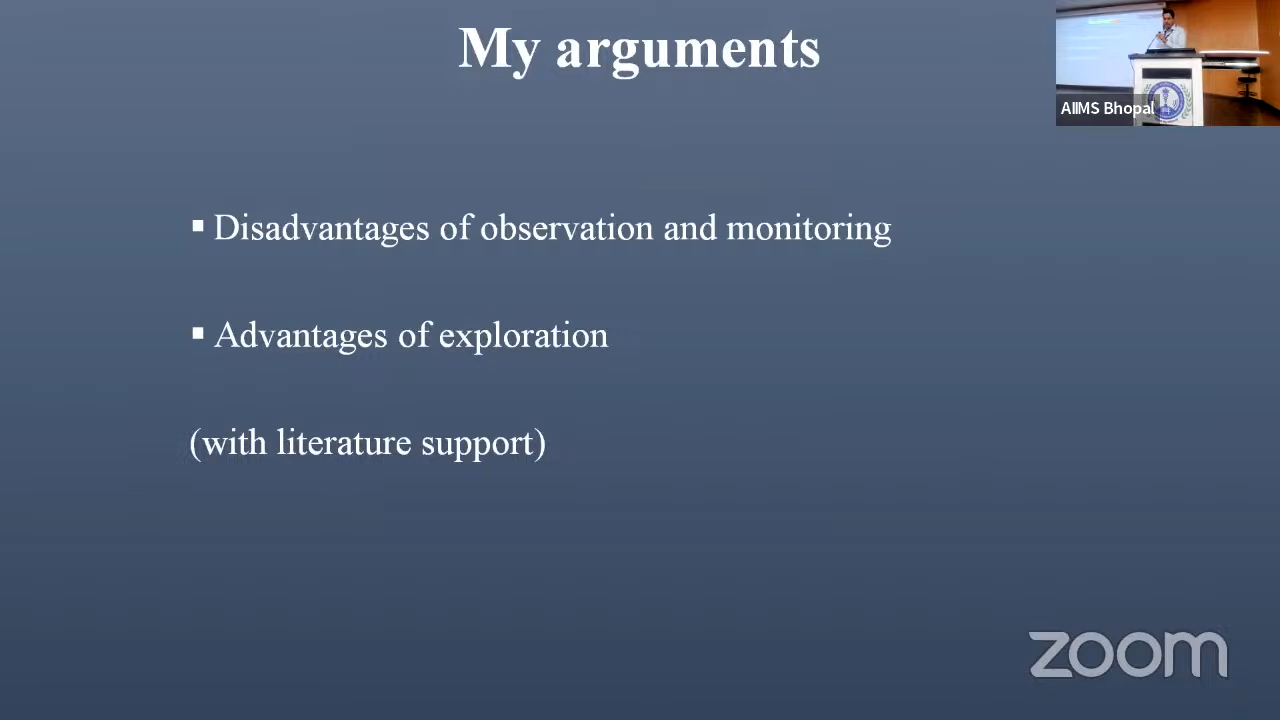 My arguments
AIIMS Bhopal
▪ Disadvantages of observation and monitoring
▪ Advantages of exploration
(with literature support)
zoom